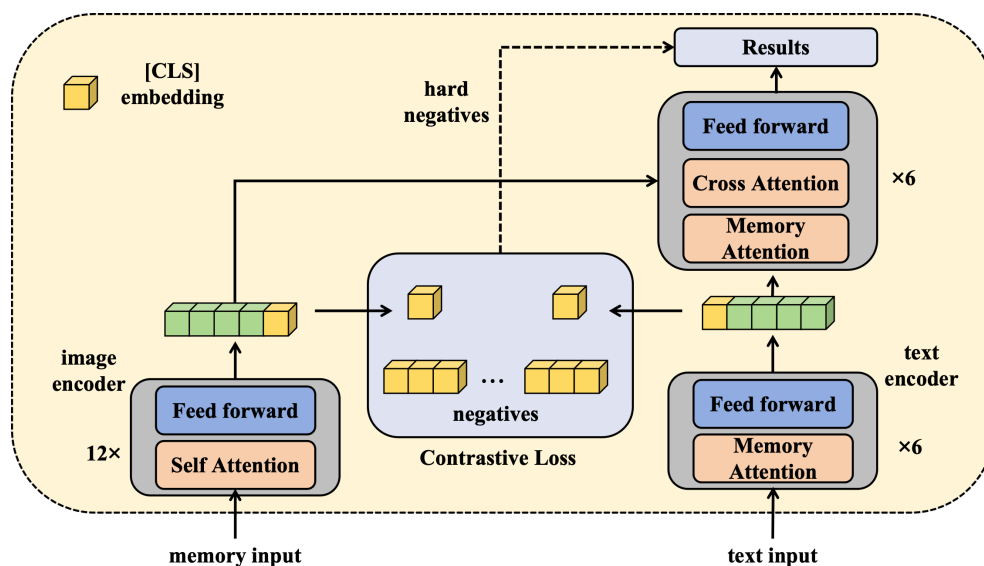 Results
[CLS]
embedding
hard
negatives
Feed forward
Cross Attention
Memory
Attention
×6
image
encoder
Feed forward
Self Attention
12×
...
negatives
Contrastive Loss
text
encoder
Feed forward
Memory
Attention
×6
memory input
text input